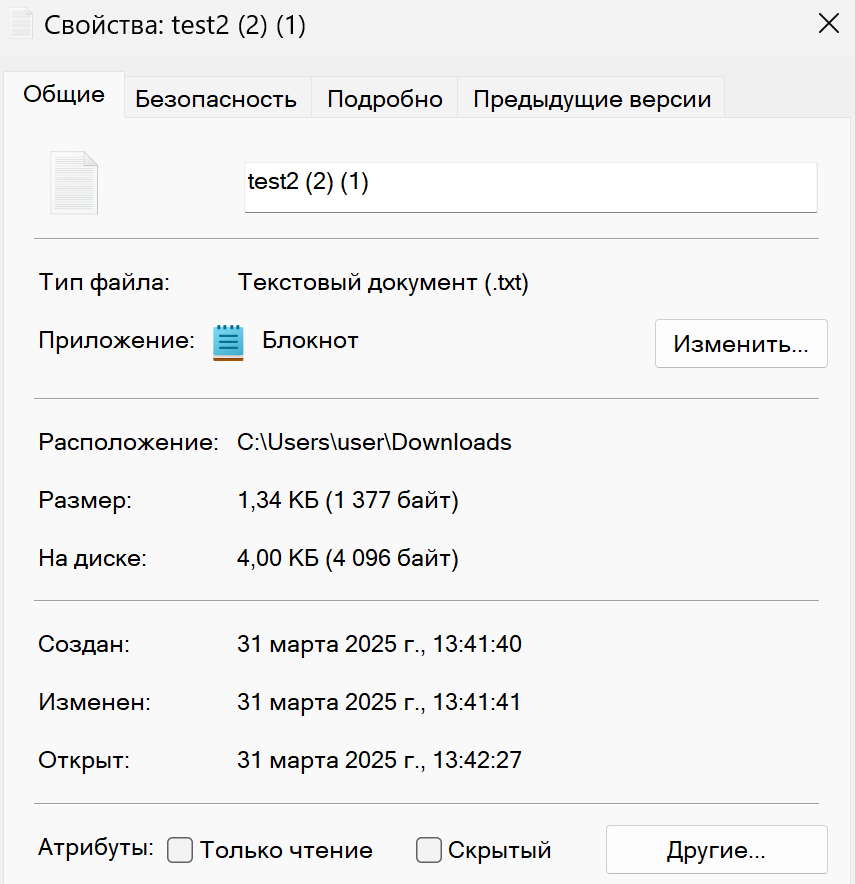 Свойства: test2 (2) (1)
Общие Безопасность Подробно Предыдущие версии
test2 (2) (1)
Тип файла: Текстовый документ (.txt)
Приложение: Блокнот Изменить...
Расположение: C:\Users\user\Downloads
Размер: 1,34 КБ (1 377 байт)
На диске: 4,00 КБ (4 096 байт)
Создан: 31 марта 2025 г., 13:41:40
Изменен: 31 марта 2025 г., 13:41:41
Открыт: 31 марта 2025 г., 13:42:27
Атрибуты: Только чтение Скрытый Другие...